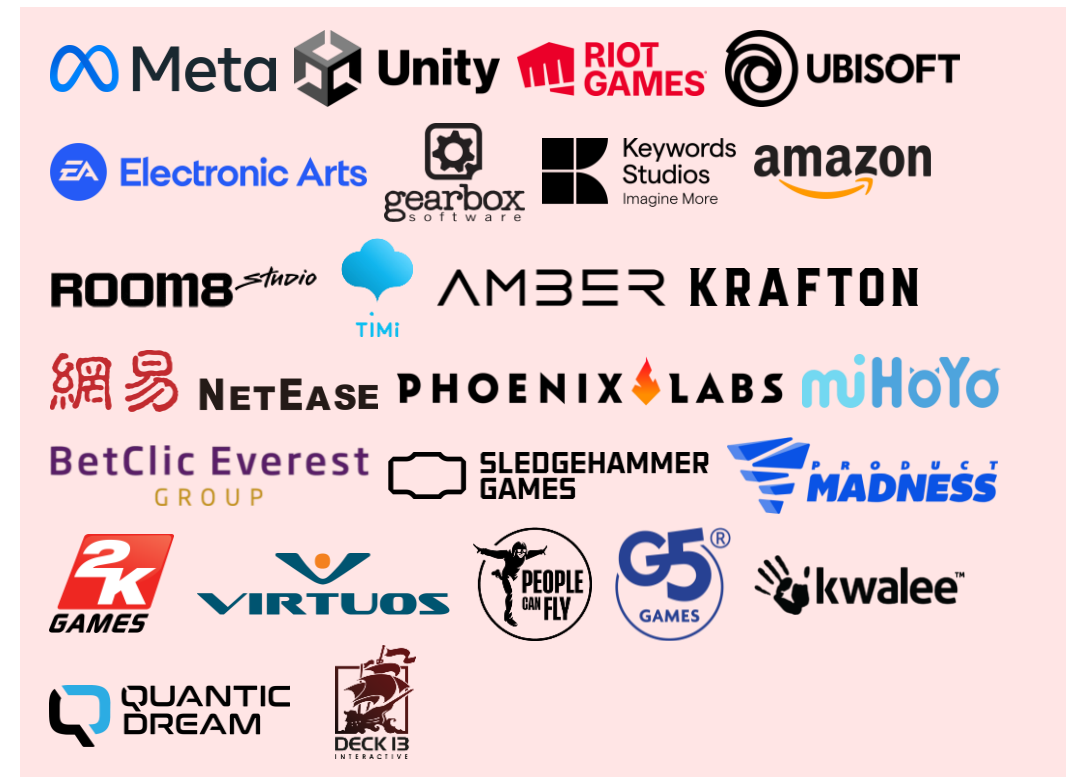 Meta
Unity
RIOT
GAMES
UBISOFT
EA
Electronic Arts
gearbox
software
Keywords
Studios
Imagine More
amazon
ROOM8 STUDIO
TiMi
AMBER
KRAFTON
網易 NETEASE
PHOENIX LABS
miHoYo
BetClic Everest
GROUP
SLEDGEHAMMER
GAMES
PRODUCT
MADNESS
2K
GAMES
VIRTUOS
PEOPLE
CAN FLY
G5®
GAMES
kwalee™
QUANTIC
DREAM
DECK 13
INTERACTIVE